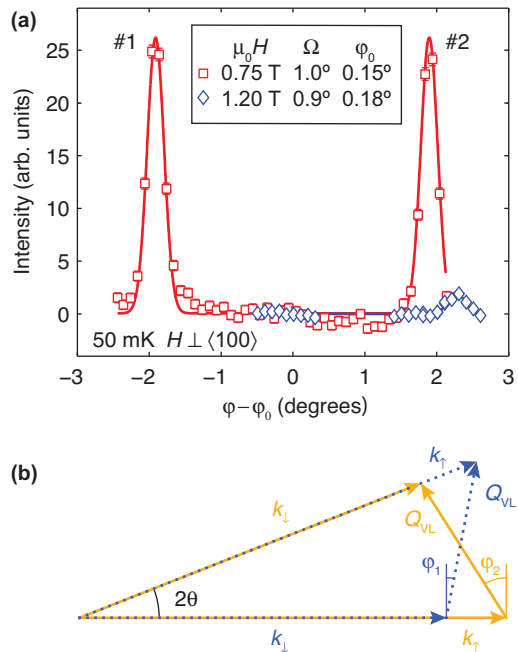 (a)
#1
#2
μ₀H Ω φ₀
0.75 T 1.0º 0.15º
1.20 T 0.9º 0.18º
Intensity (arb. units)
25
20
15
10
5
0
50 mK H ⊥ ⟨100⟩
−3 −2 −1 0 1 2 3
φ−φ₀ (degrees)
(b)
k↑
k↓
Q_VL
Q_VL
φ₁
φ₂
2θ
k↓
k↑